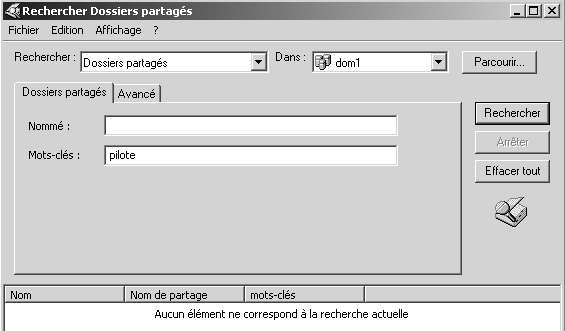 Rechercher Dossiers partagés
Fichier Edition Affichage ?
Rechercher : Dossiers partagés Dans : dom1 Parcourir...
Dossiers partagés Avancé
Nommé : Rechercher
Arrêter
Mots-clés : pilote
Effacer tout
Nom Nom de partage mots-clés
Aucun élément ne correspond à la recherche actuelle